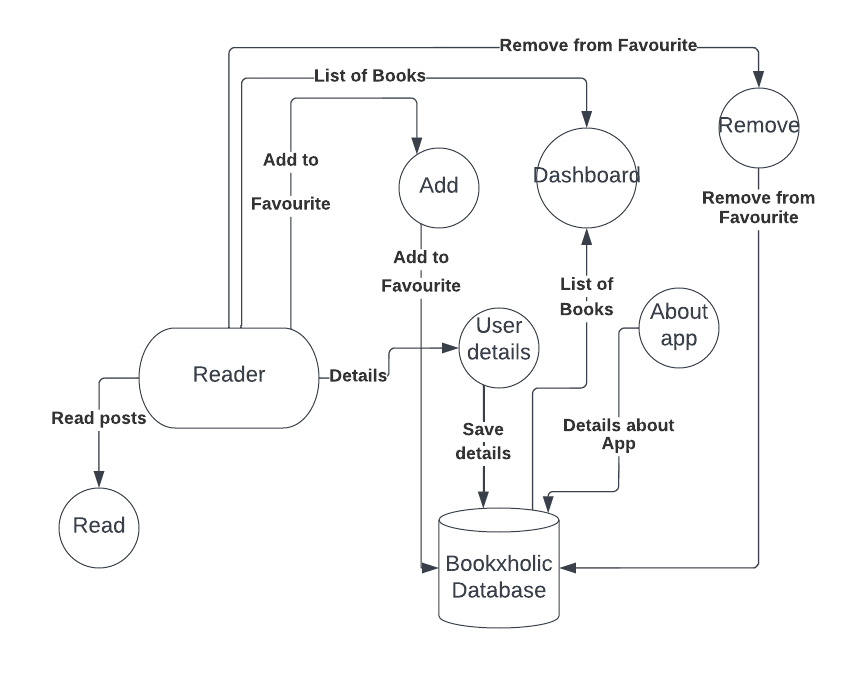 Remove from Favourite
List of Books
Remove
Add to
Favourite
Add
Dashboard
Remove from
Favourite
Add to
Favourite
List of
Books
About
app
User
details
Reader
Details
Read posts
Save
details
Details about
App
Read
Bookxholic
Database